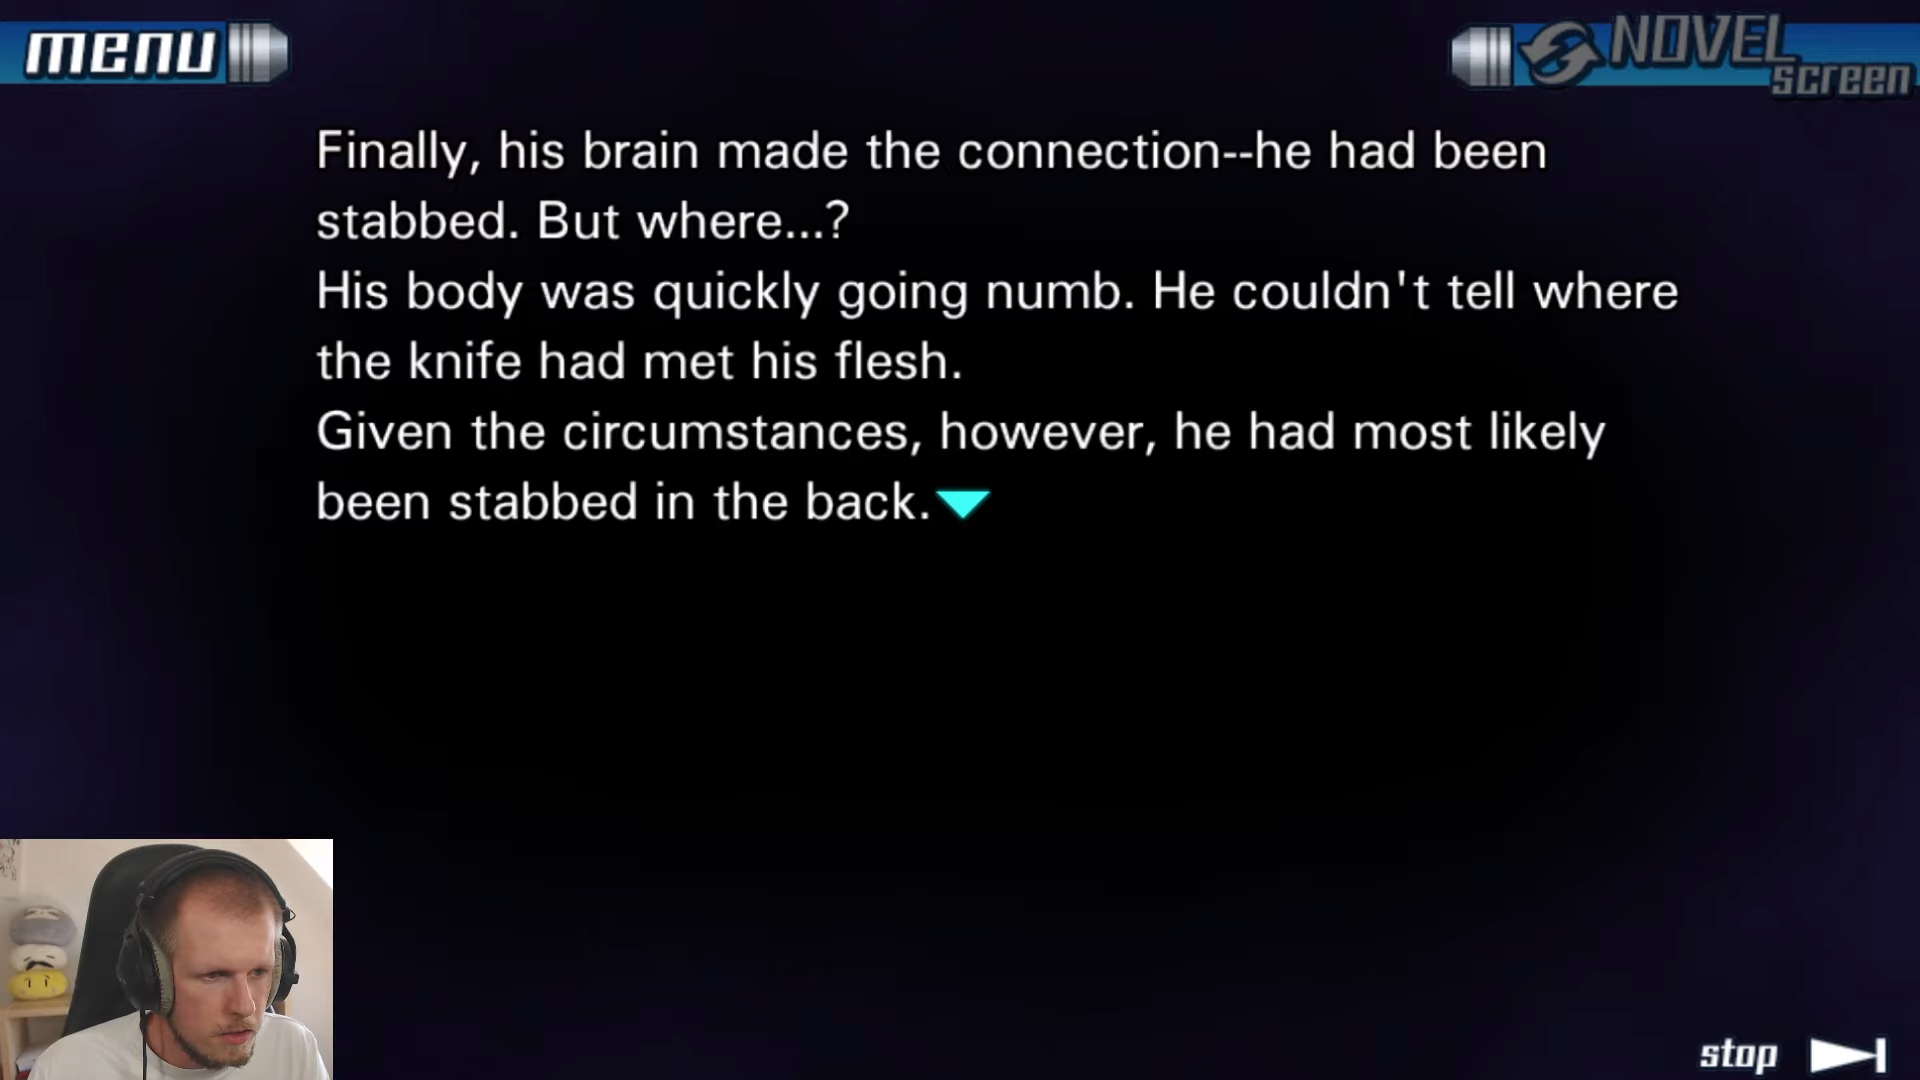 menu
NOVEL
screen
Finally, his brain made the connection--he had been
stabbed. But where...?
His body was quickly going numb. He couldn't tell where
the knife had met his flesh.
Given the circumstances, however, he had most likely
been stabbed in the back.
stop